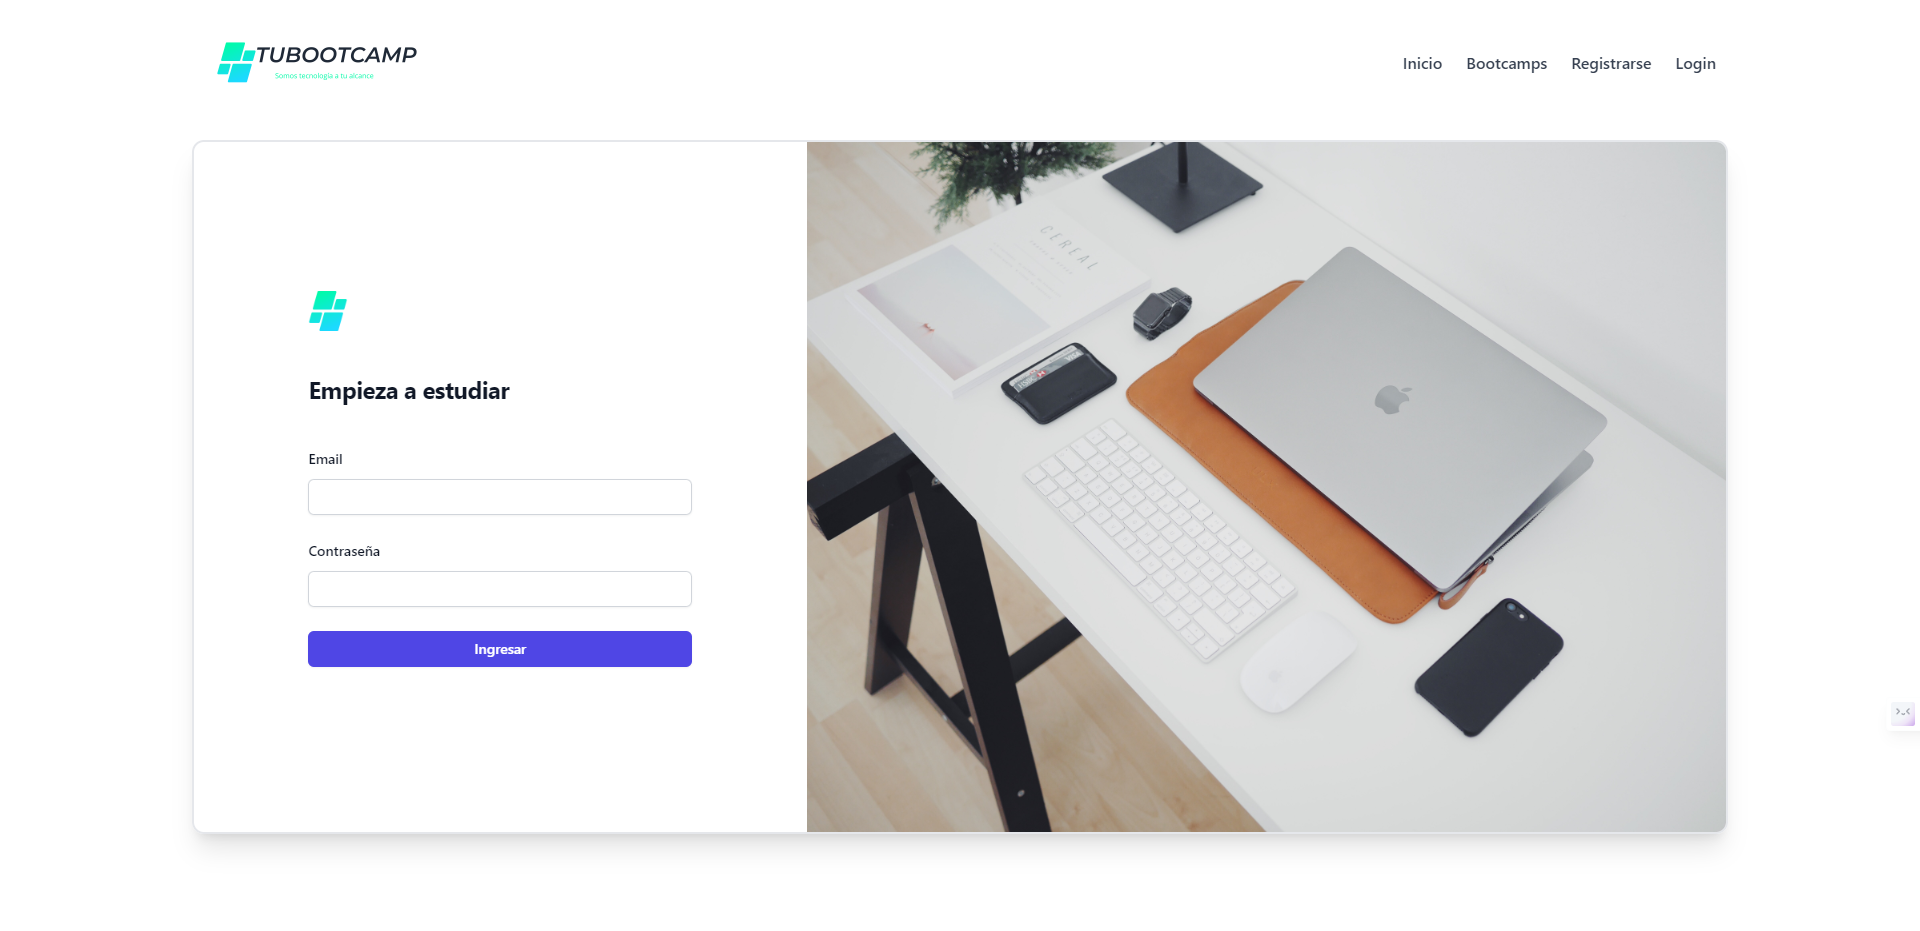 TUBOOTCAMP
Somos tecnología a tu alcance
Inicio Bootcamps Registrarse Login
CEREAL
Empieza a estudiar
Email
Contraseña
Ingresar